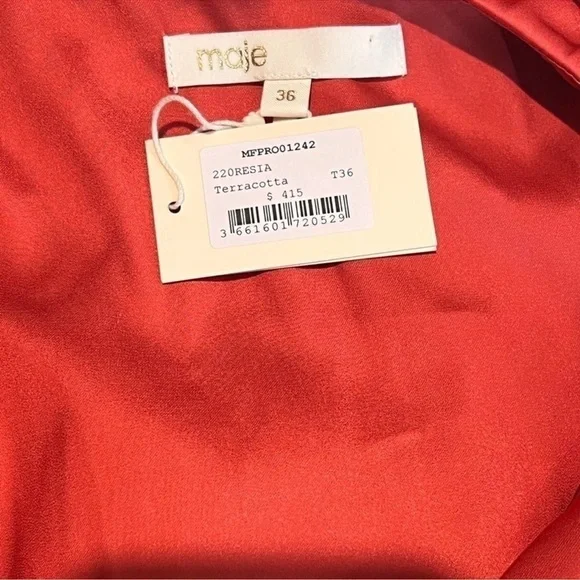 maje
36
MFPRO01242
220RESIA
Terracotta T36
$ 415
3 661601 720529